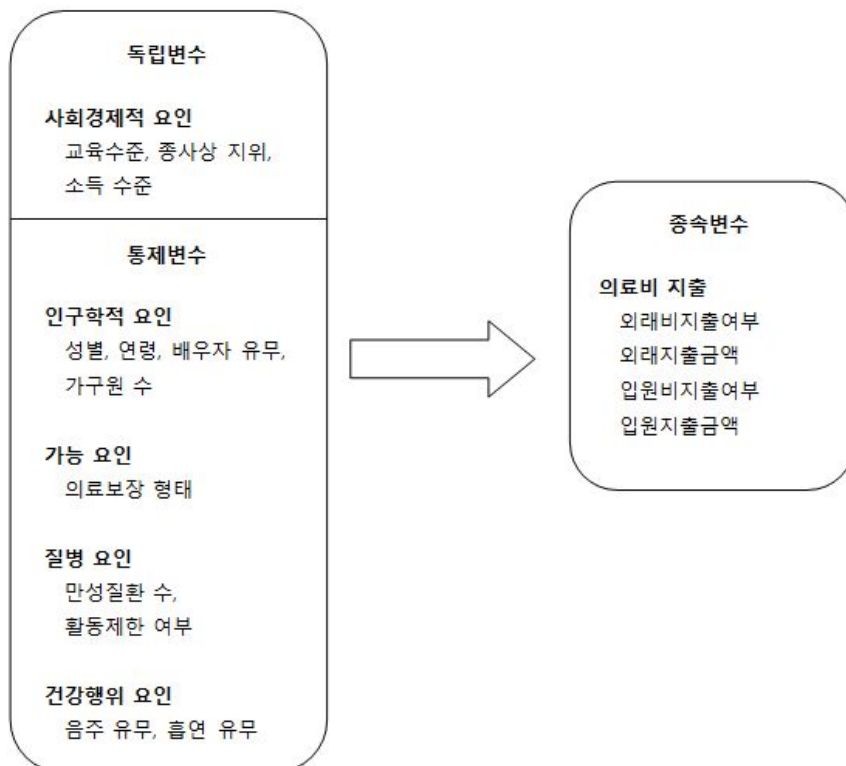 독립변수
사회경제적 요인
교육수준, 종사상 지위,
소득 수준
통제변수
인구학적 요인
성별, 연령, 배우자 유무,
가구원 수
가능 요인
의료보장 형태
질병 요인
만성질환 수,
활동제한 여부
건강행위 요인
음주 유무, 흡연 유무
종속변수
의료비 지출
외래비지출여부
외래지출금액
입원비지출여부
입원지출금액